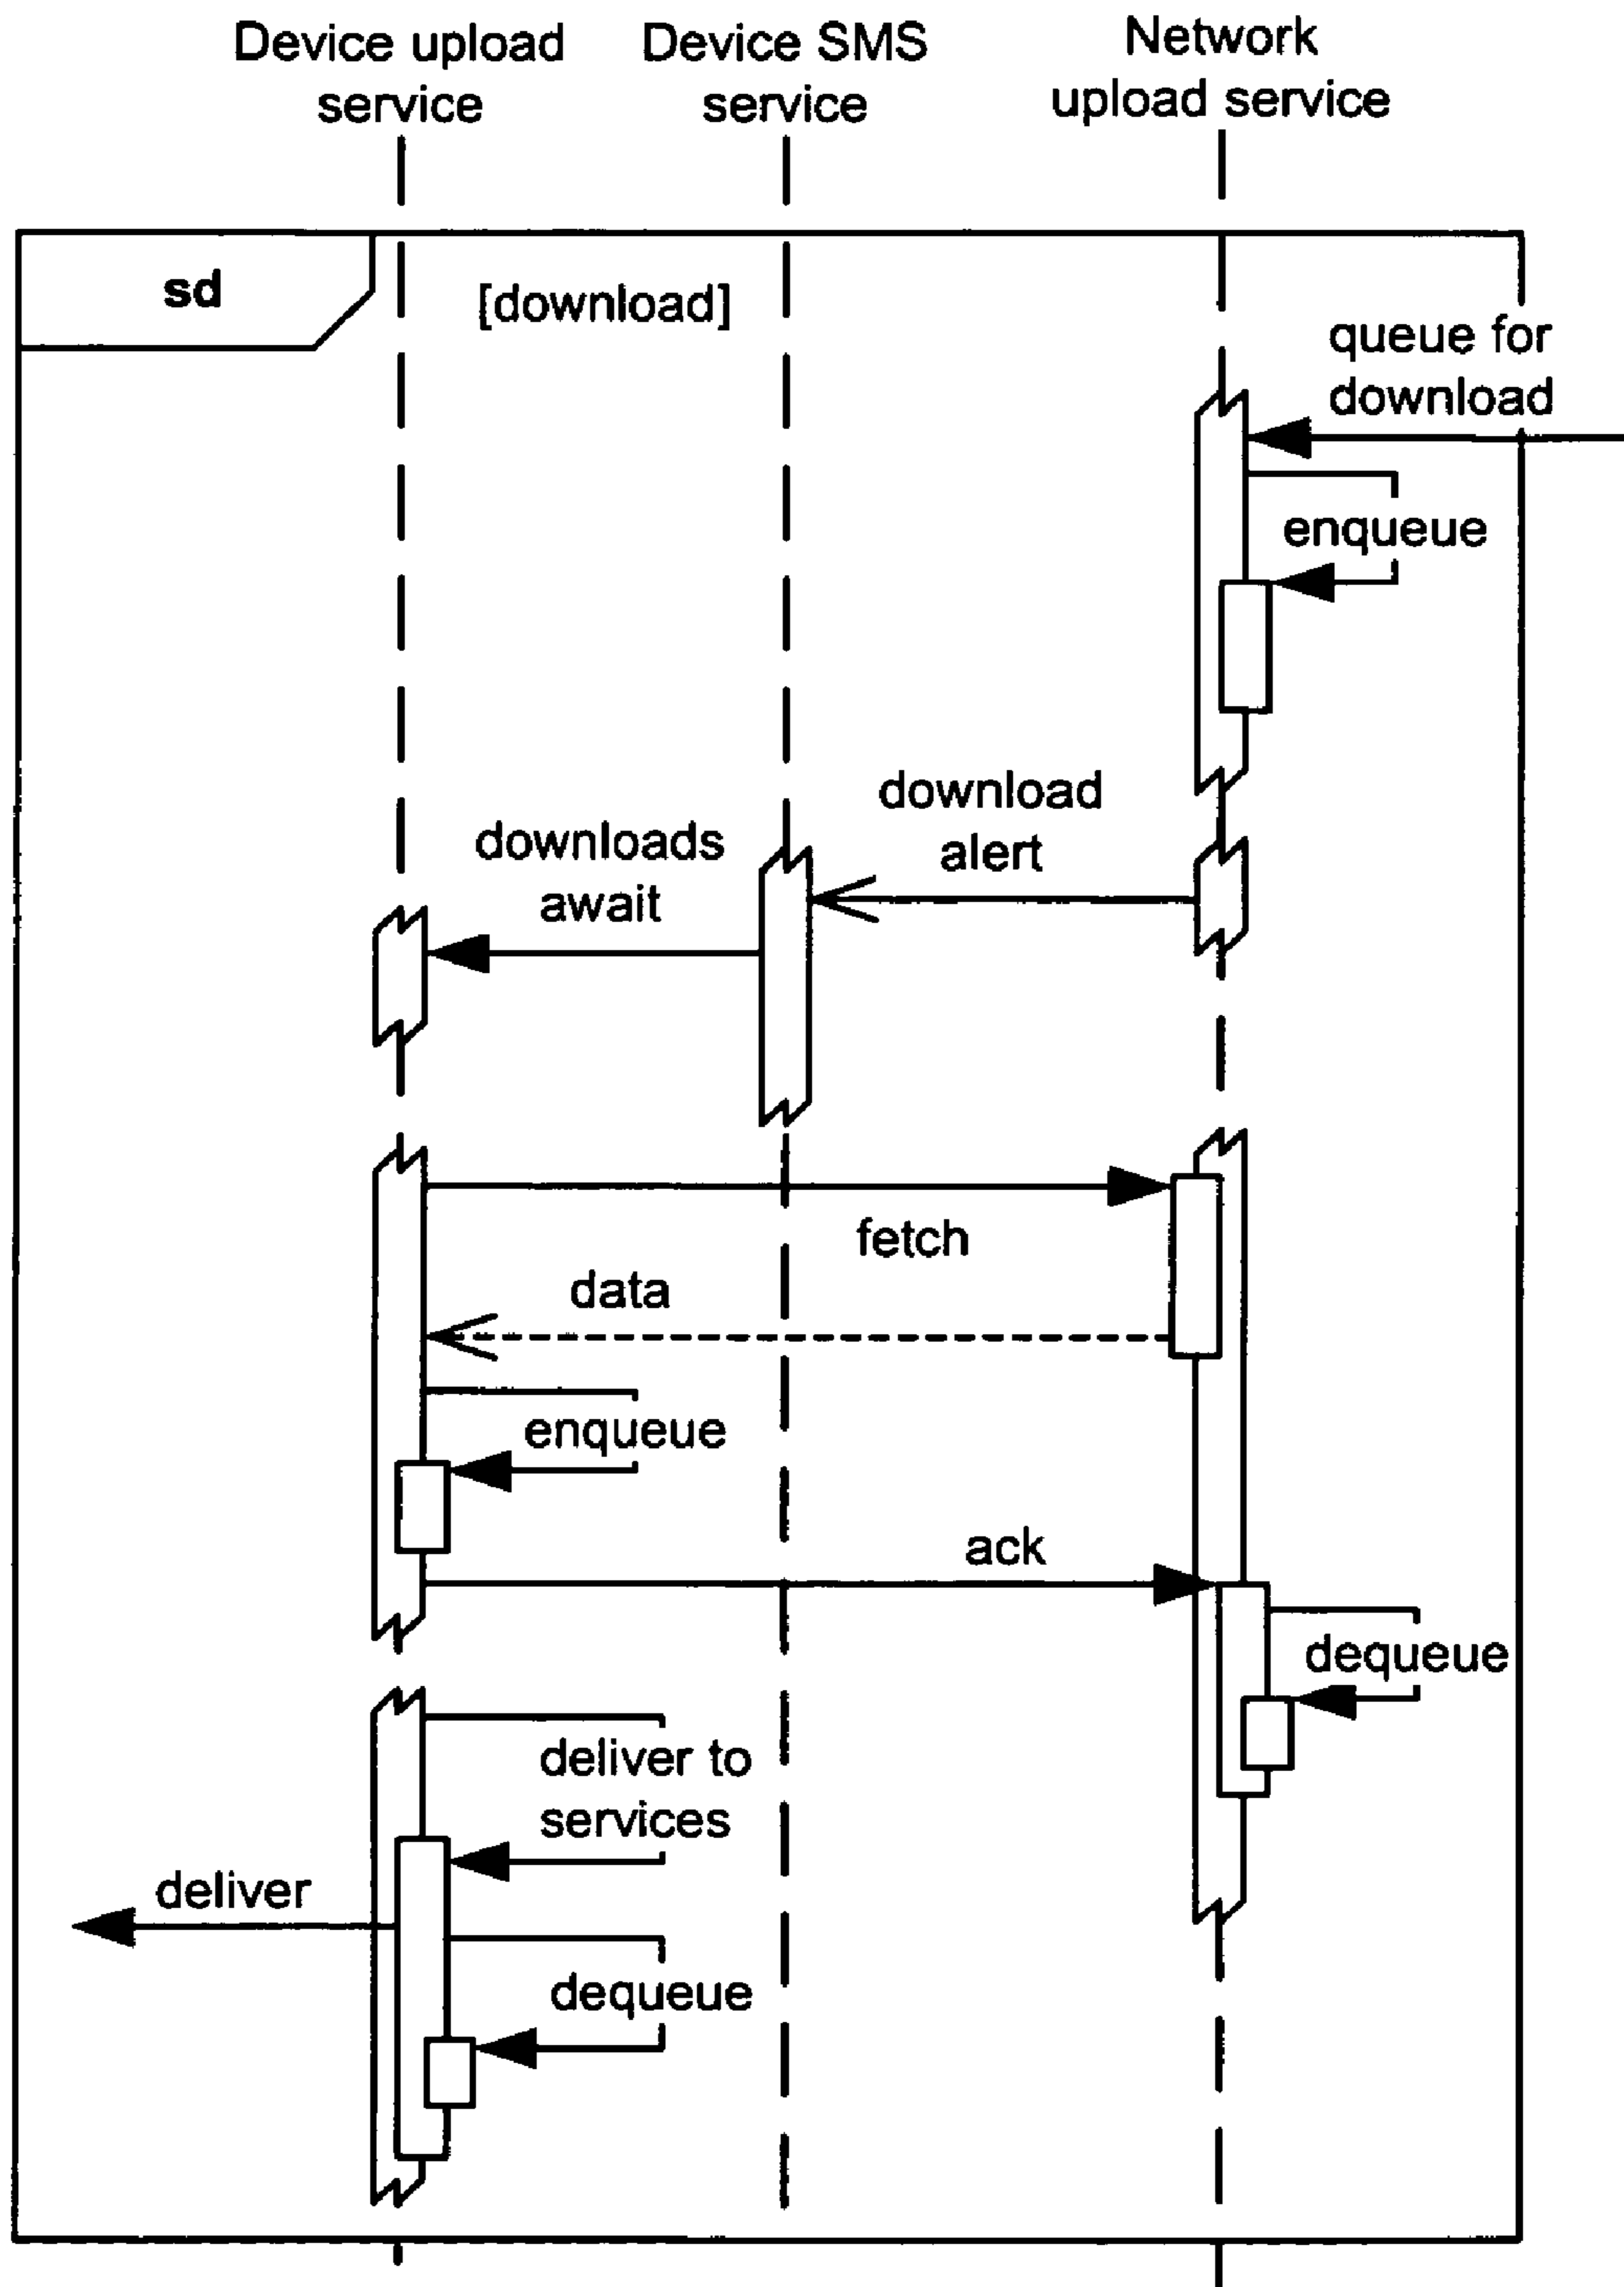 Device upload
service
Device SMS
service
Network
upload service
sd
[download]
queue for
download
enqueue
download
alert
downloads
await
fetch
data
enqueue
ack
dequeue
deliver to
services
deliver
dequeue